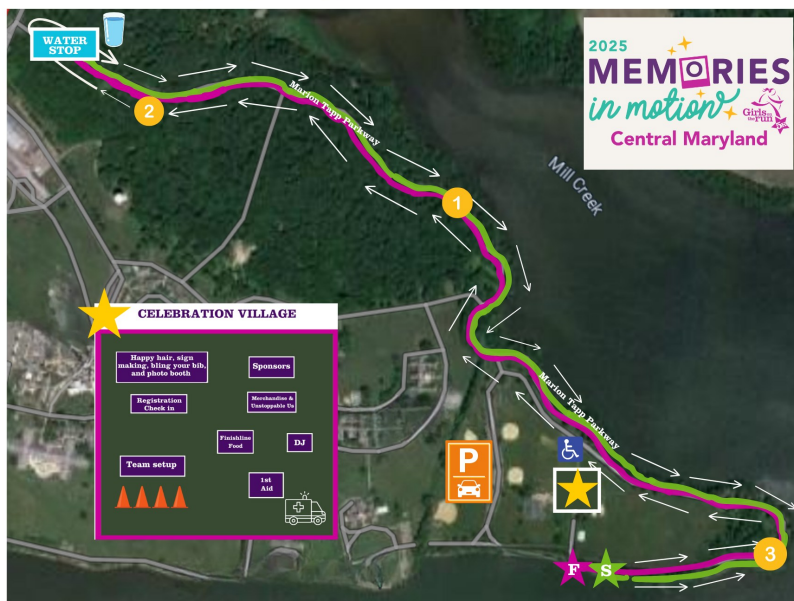 WATER
STOP
2
Marion Tapp Parkway
1
Mill Creek
2025
MEMORIES
in motion
Girls on
the run
Central Maryland
CELEBRATION VILLAGE
Happy hair, sign
making, bling your bib,
and photo booth
Sponsors
Registration
Check in
Merchandise &
Unstoppable Us
Finishline
Food
DJ
Team setup
1st
Aid
P
Marion Tapp Parkway
F
S
3